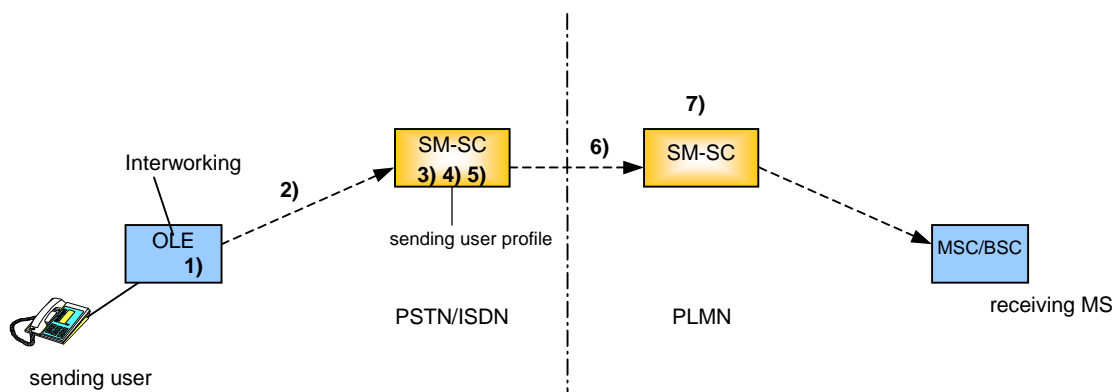 7)
SM-SC
3) 4) 5)
6)
SM-SC
Interworking
2)
sending user profile
OLE
1)
MSC/BSC
PSTN/ISDN
PLMN
receiving MS
sending user